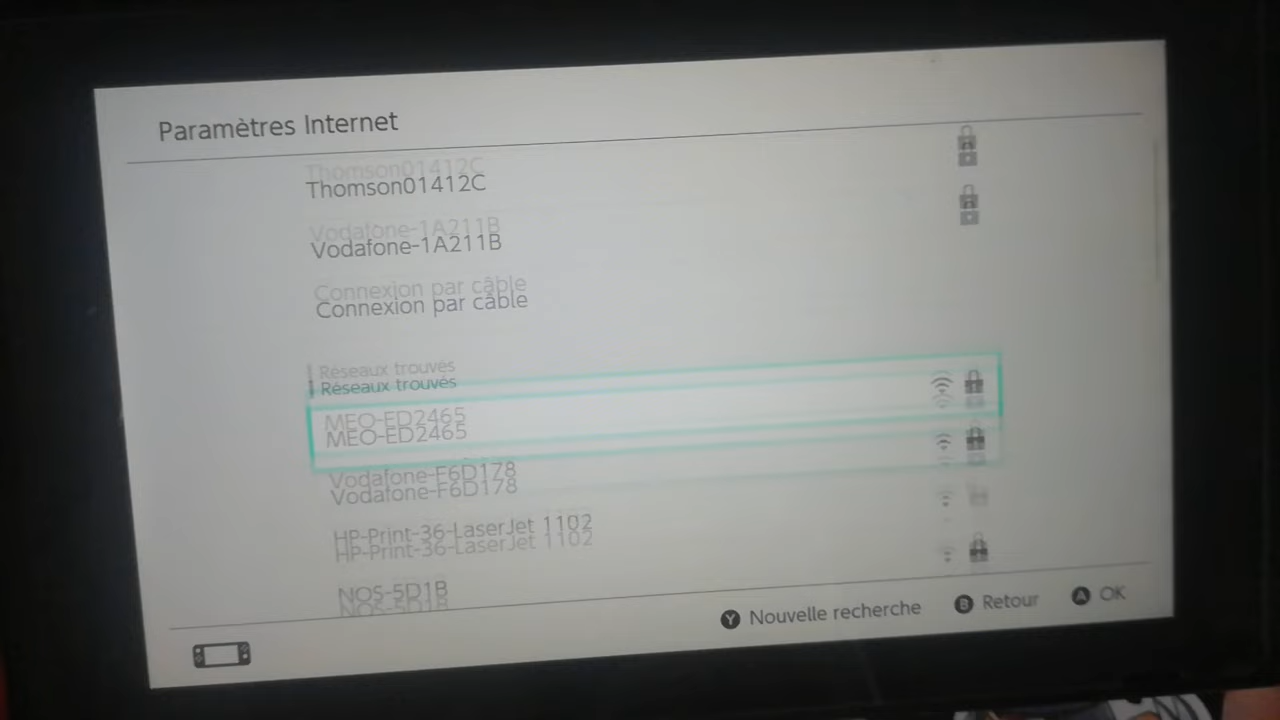 Paramètres Internet
Thomson01412C
Vodafone-1A211B
Connexion par câble
Réseaux trouvés
MEO-ED2465
Vodafone-F6D178
HP-Print-36-LaserJet 1102
NOS-5D1B
Y Nouvelle recherche B Retour A OK